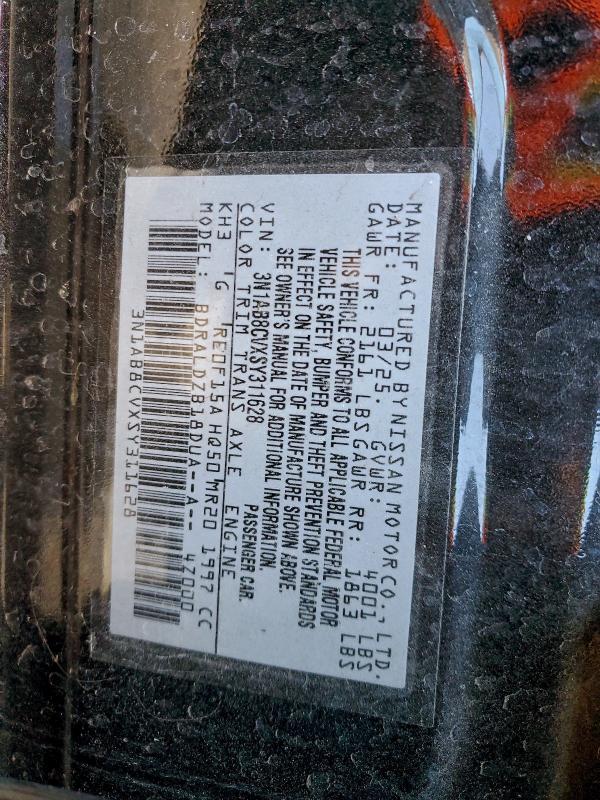 MANUFACTURED BY NISSAN MOTOR CO., LTD.
DATE: 03/25 GVWR: 4001 LBS
GAWR FR: 2161 LBS GAWR RR: 1863 LBS
THIS VEHICLE CONFORMS TO ALL APPLICABLE FEDERAL MOTOR
VEHICLE SAFETY, BUMPER AND THEFT PREVENTION STANDARDS
IN EFFECT ON THE DATE OF MANUFACTURE SHOWN ABOVE.
SEE OWNER'S MANUAL FOR ADDITIONAL INFORMATION.
VIN: 3N1AB8CVXSY311628 PASSENGER CAR.
COLOR TRIM TRANS AXLE ENGINE
KH3 G RE0F15A HQ50 MR20 1997 CC
MODEL: BDRALDZB18DUA--A-- 4Z000
3N1AB8CVXSY311628